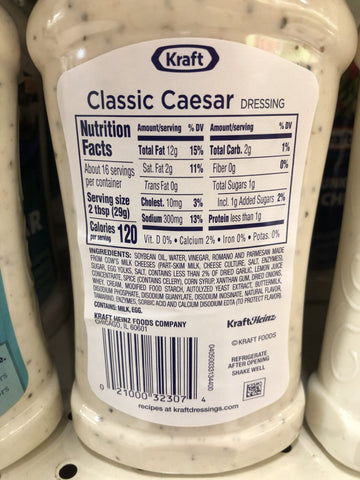 Kraft
Classic Caesar DRESSING
Nutrition Facts
About 16 servings per container
Serving size
2 tbsp (29g)
Calories per serving 120
Amount/serving % DV
Total Fat 12g 15%
Sat. Fat 2g 11%
Trans Fat 0g
Cholest. 10mg 3%
Sodium 300mg 13%
Amount/serving % DV
Total Carb. 2g 1%
Fiber 0g 0%
Total Sugars 1g
Incl. 1g Added Sugars 2%
Protein less than 1g
Vit. D 0% • Calcium 2% • Iron 0% • Potas. 0%
INGREDIENTS: SOYBEAN OIL, WATER, VINEGAR, ROMANO AND PARMESAN MADE
FROM COW'S MILK CHEESES (PART-SKIM MILK, CHEESE CULTURE, SALT, ENZYMES),
SUGAR, EGG YOLKS, SALT, CONTAINS LESS THAN 2% OF DRIED GARLIC, LEMON JUICE
CONCENTRATE, SPICE (CONTAINS CELERY), CORN SYRUP, XANTHAN GUM, DRIED ONIONS,
WHEY, CREAM, MODIFIED FOOD STARCH, AUTOLYZED YEAST EXTRACT, BUTTERMILK,
DISODIUM PHOSPHATE, DISODIUM GUANYLATE, DISODIUM INOSINATE, NATURAL FLAVOR,
TAMARIND, ENZYMES, SORBIC ACID AND CALCIUM DISODIUM EDTA (TO PROTECT FLAVOR).
CONTAINS: MILK, EGG.
KRAFT HEINZ FOODS COMPANY
CHICAGO, IL 60601
KraftHeinz
© KRAFT FOODS
REFRIGERATE
AFTER OPENING
SHAKE WELL
0 21000 32307 4
recipes at kraftdressings.com